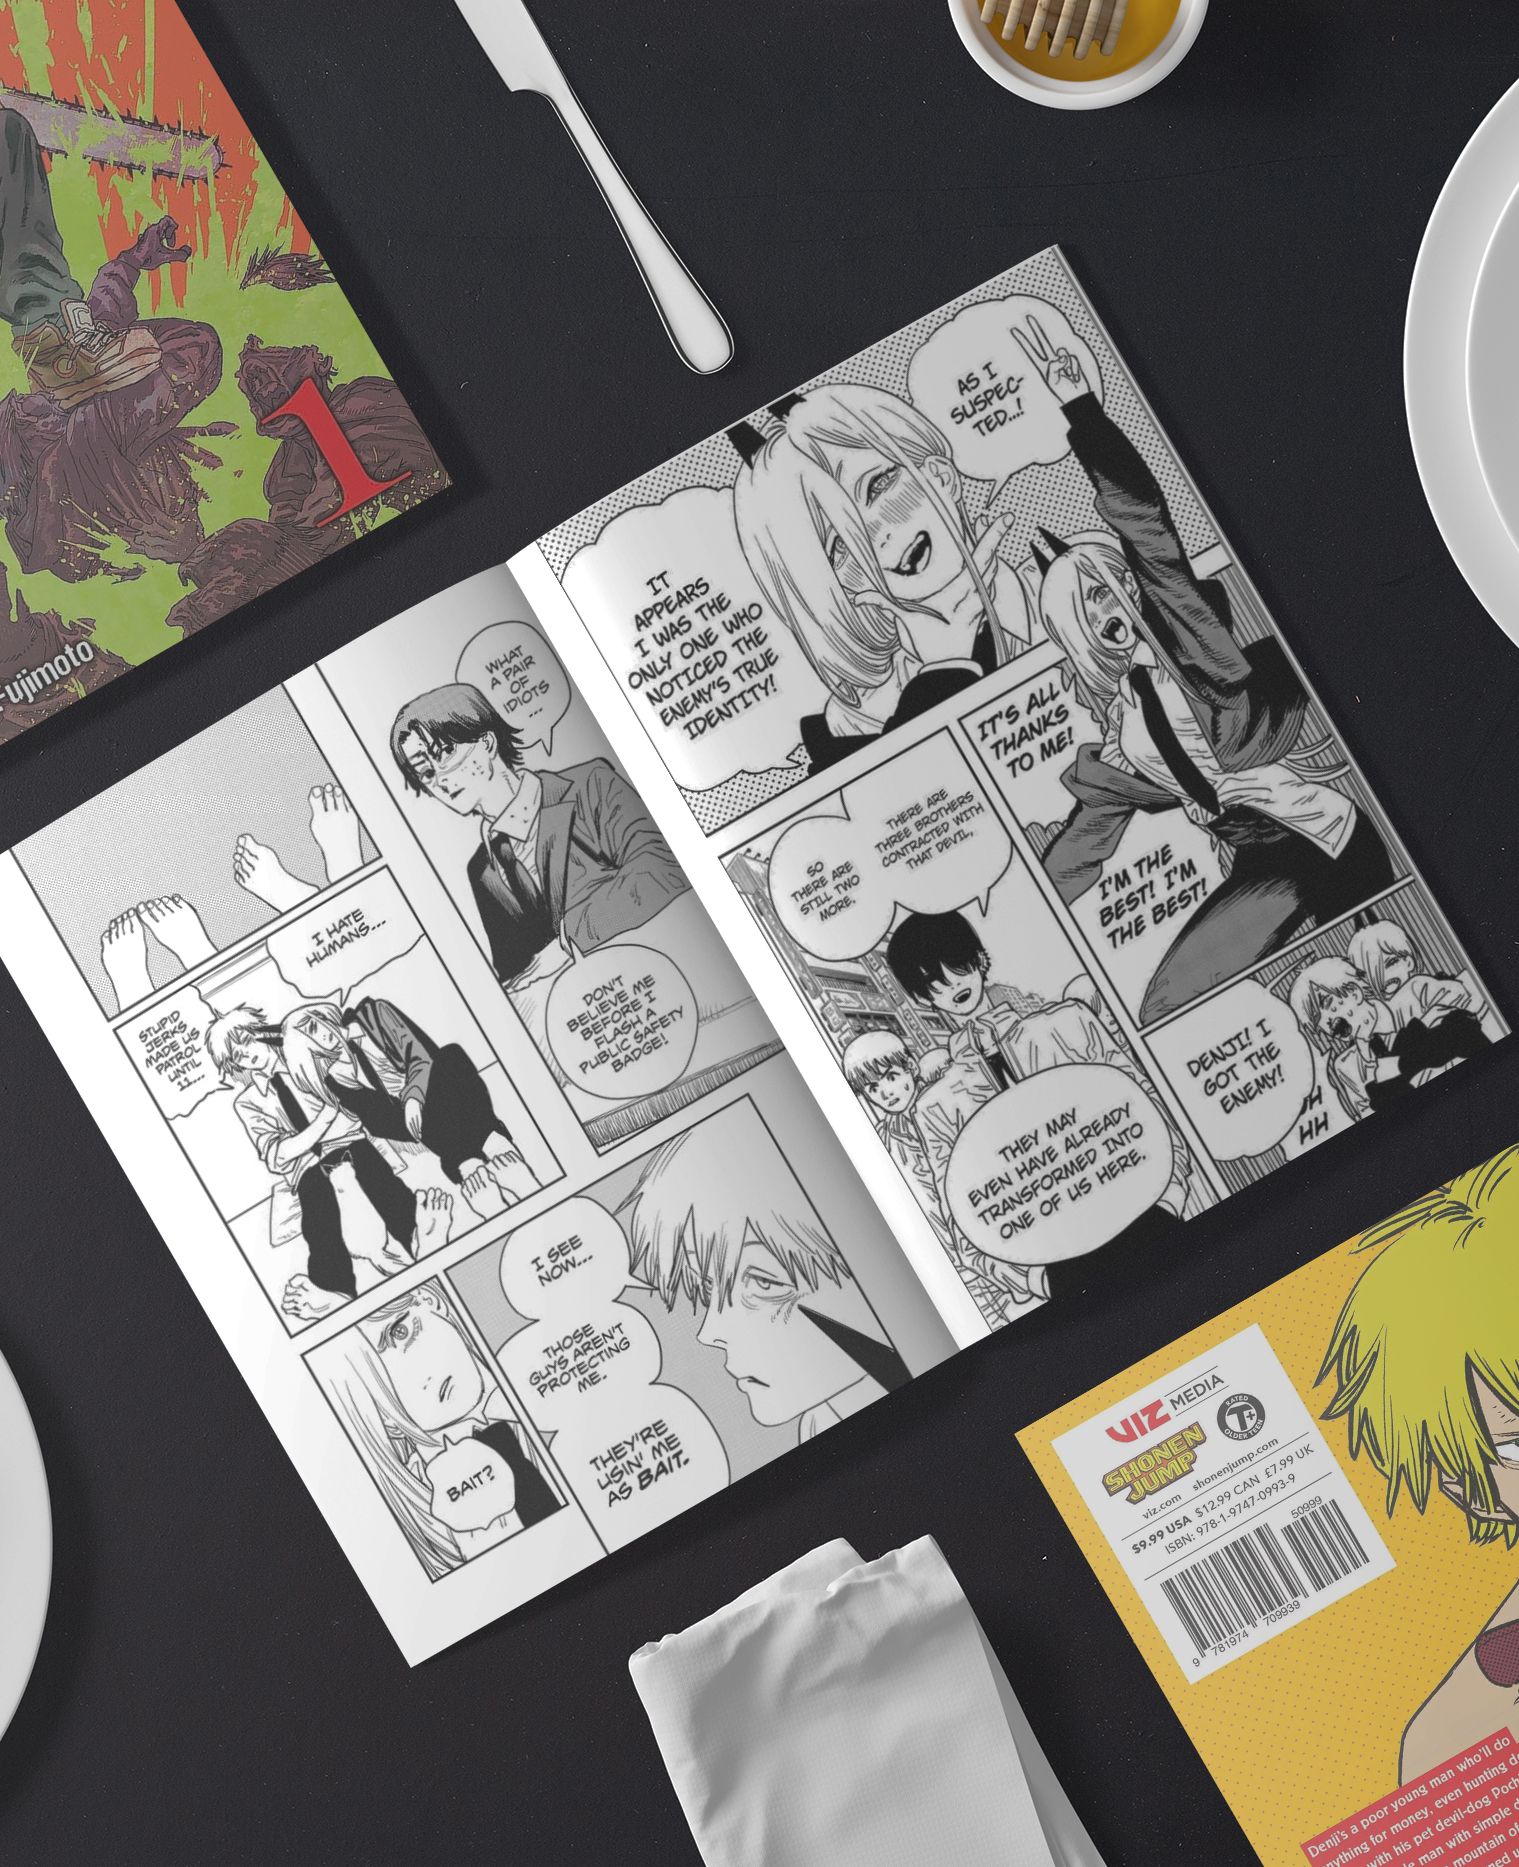 1
Fujimoto
WHAT
A PAIR
OF
IDIOTS
...
I HATE
HUMANS...
STUPID
JERKS
MADE US
PATROL
UNTIL
11...
DON'T
BELIEVE ME
BEFORE I
FLASH A
PUBLIC SAFETY
BADGE!
BAIT?
I SEE
NOW...
THOSE
GUYS AREN'T
PROTECTING
ME.
THEY'RE
USIN' ME
AS BAIT.
AS I
SUSPEC-
TED...!
IT
APPEARS
I WAS THE
ONLY ONE WHO
NOTICED THE
ENEMY'S TRUE
IDENTITY!
IT'S ALL
THANKS
TO ME!
I'M THE
BEST! I'M
THE BEST!
THERE ARE
THREE BROTHERS
CONTRACTED WITH
THAT DEVIL,
SO
THERE ARE
STILL TWO
MORE.
THEY MAY
EVEN HAVE ALREADY
TRANSFORMED INTO
ONE OF US HERE.
DENJI! I
GOT THE
ENEMY!
HH
VIZ MEDIA
SHONEN
JUMP
RATED
T+
OLDER TEEN
viz.com shonenjump.com
$9.99 USA $12.99 CAN £7.99 UK
ISBN: 978-1-9747-0993-9
50999
9 781974 709939
Denji's a poor young man who'll do
anything for money, even hunting
with his pet devil-dog
man with simple
mountain of